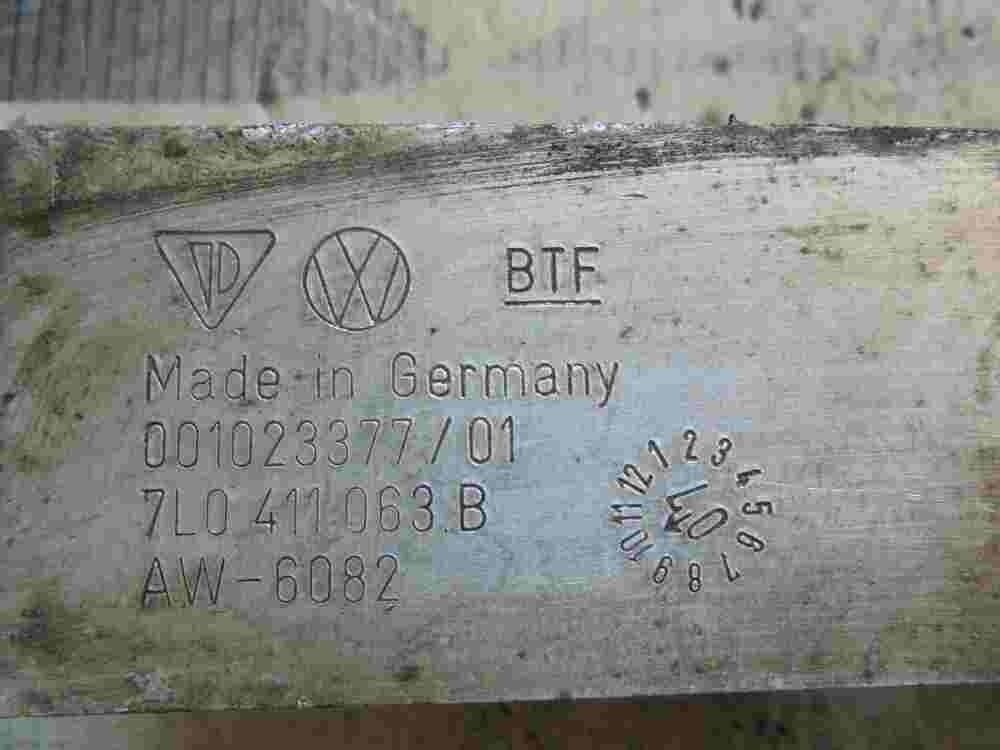 BTF
Made in Germany
001023377/01
7L0 411 063.B
AW-6082
1 2 3 4 5 6 7 8 9 10 11 12